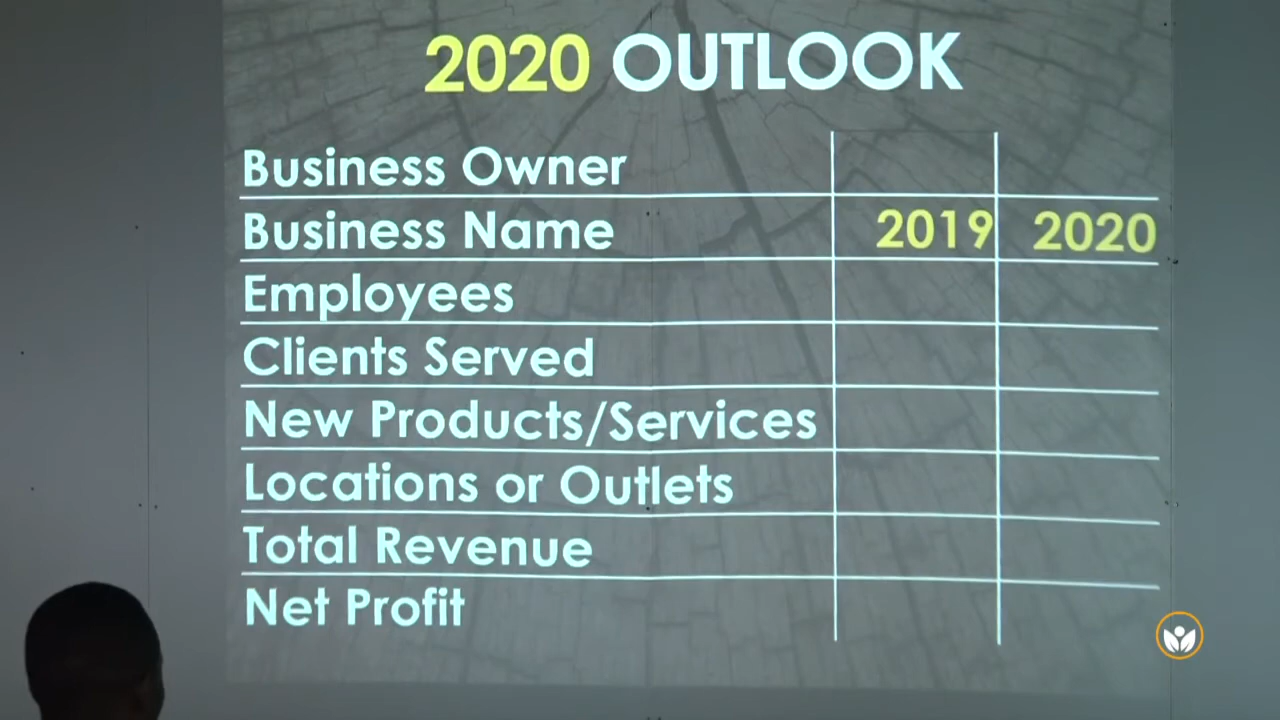 2020 OUTLOOK
Business Owner
Business Name 2019 2020
Employees
Clients Served
New Products/Services
Locations or Outlets
Total Revenue
Net Profit